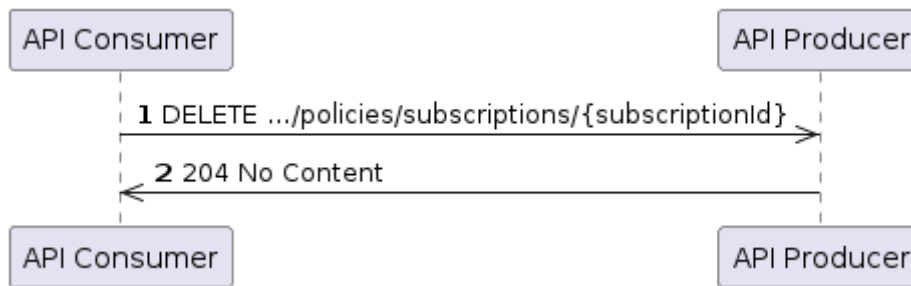 API Consumer
API Producer
1 DELETE .../policies/subscriptions/{subscriptionId}
2 204 No Content
API Consumer
API Producer